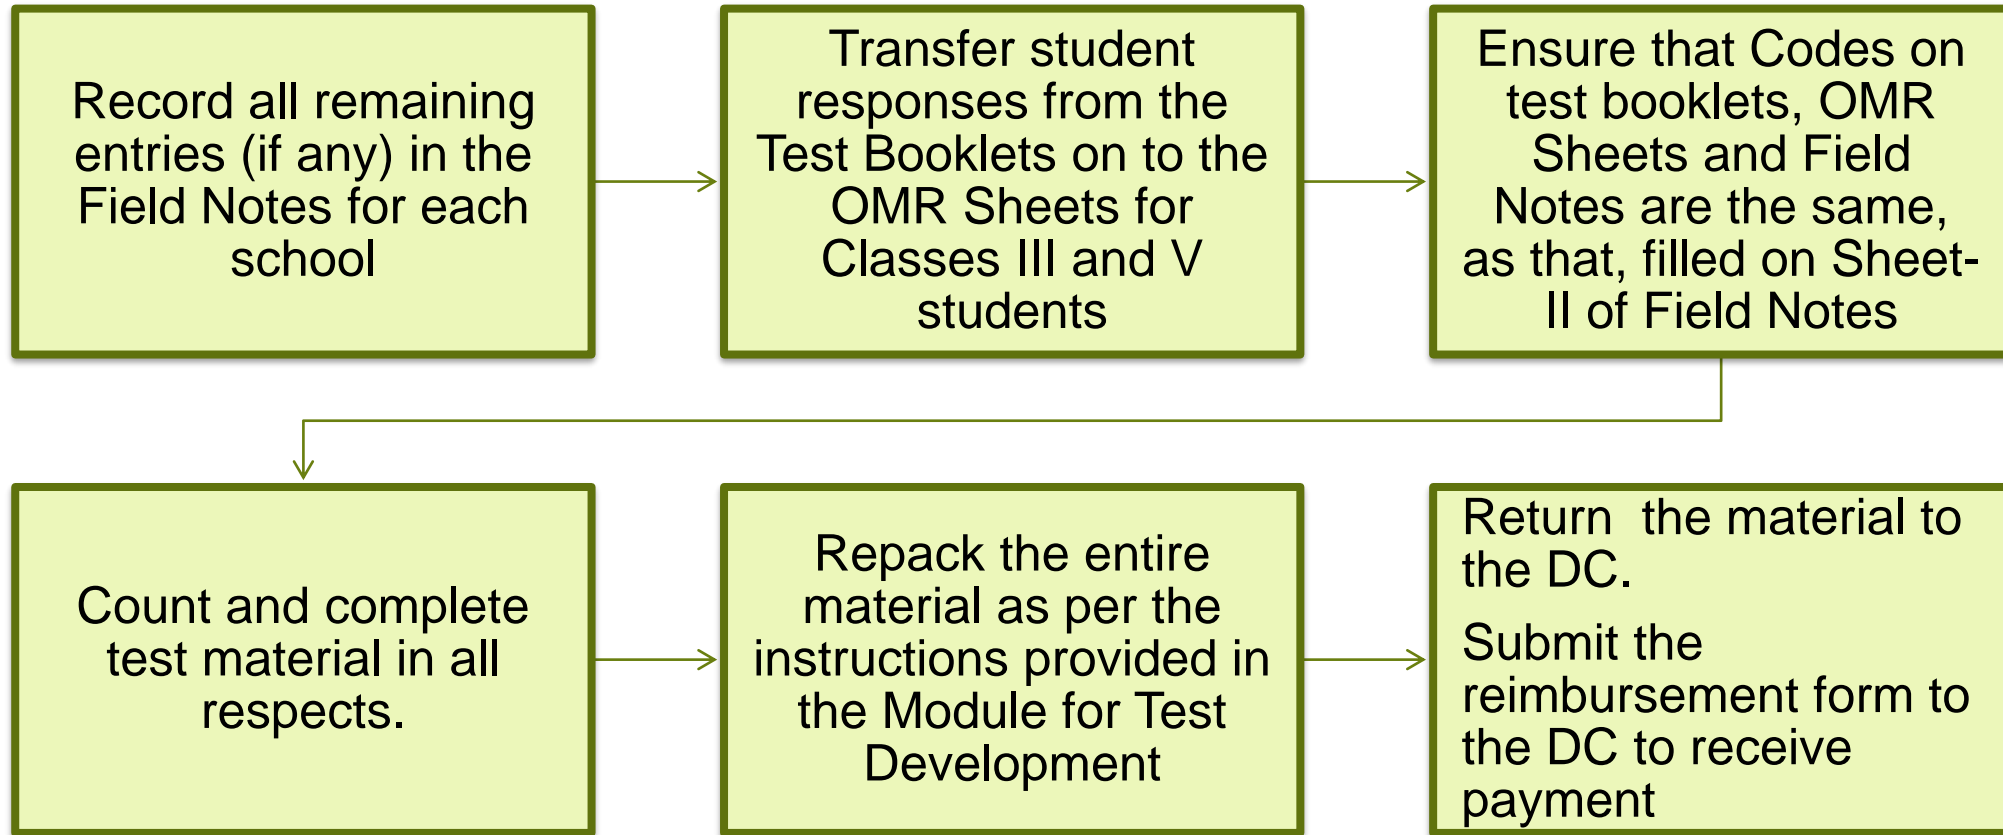 Record all remaining
entries (if any) in the
Field Notes for each
school
Transfer student
responses from the
Test Booklets on to the
OMR Sheets for
Classes III and V
students
Ensure that Codes on
test booklets, OMR
Sheets and Field
Notes are the same,
as that, filled on Sheet-
II of Field Notes
Count and complete
test material in all
respects.
Repack the entire
material as per the
instructions provided in
the Module for Test
Development
Return the material to
the DC.
Submit the
reimbursement form to
the DC to receive
payment